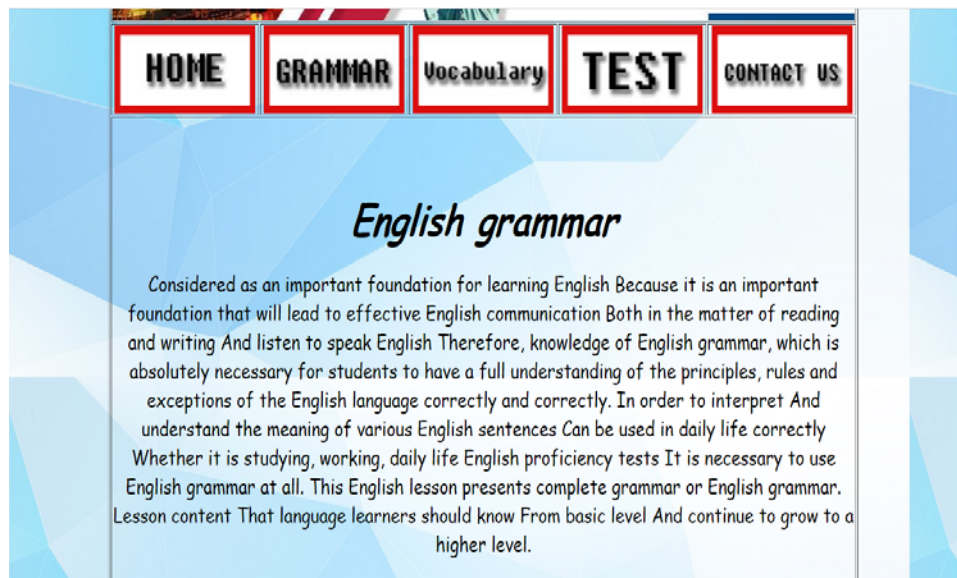 HOME GRAMMAR Vocabulary TEST CONTACT US
English grammar
Considered as an important foundation for learning English Because it is an important
foundation that will lead to effective English communication Both in the matter of reading
and writing And listen to speak English Therefore, knowledge of English grammar, which is
absolutely necessary for students to have a full understanding of the principles, rules and
exceptions of the English language correctly and correctly. In order to interpret And
understand the meaning of various English sentences Can be used in daily life correctly
Whether it is studying, working, daily life English proficiency tests It is necessary to use
English grammar at all. This English lesson presents complete grammar or English grammar.
Lesson content That language learners should know From basic level And continue to grow to a
higher level.